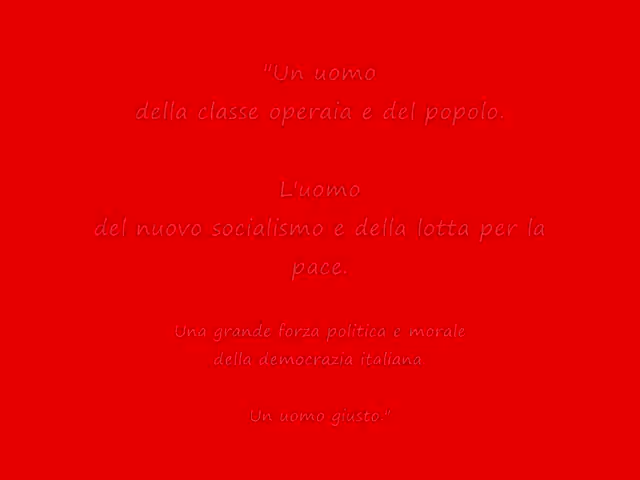 "Un uomo
della classe operaia e del popolo.
L'uomo
del nuovo socialismo e della lotta per la
pace.
Una grande forza politica e morale
della democrazia italiana.
Un uomo giusto."